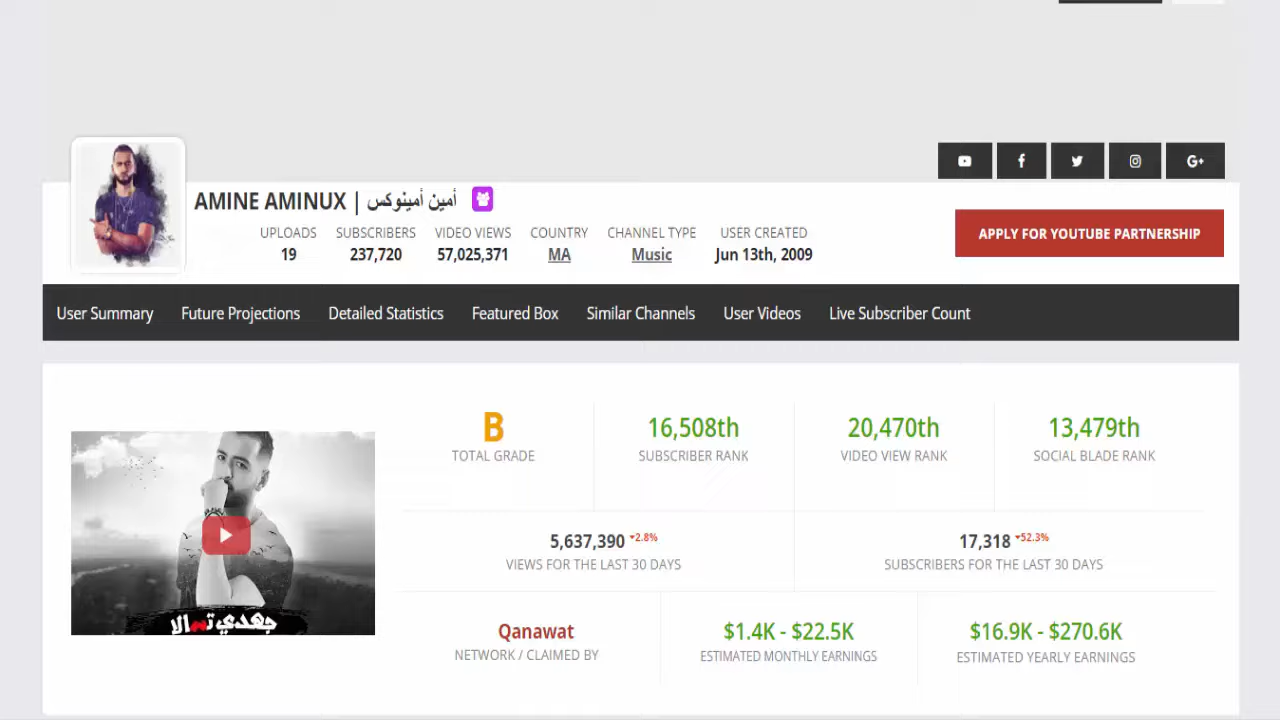 AMINE AMINUX | أمين أمينوكس
UPLOADS SUBSCRIBERS VIDEO VIEWS COUNTRY CHANNEL TYPE USER CREATED
19 237,720 57,025,371 MA Music Jun 13th, 2009
APPLY FOR YOUTUBE PARTNERSHIP
User Summary Future Projections Detailed Statistics Featured Box Similar Channels User Videos Live Subscriber Count
B 16,508th 20,470th 13,479th
TOTAL GRADE SUBSCRIBER RANK VIDEO VIEW RANK SOCIAL BLADE RANK
5,637,390 2.8% 17,318 52.3%
VIEWS FOR THE LAST 30 DAYS SUBSCRIBERS FOR THE LAST 30 DAYS
جهدي تسالا
Qanawat $1.4K - $22.5K $16.9K - $270.6K
NETWORK / CLAIMED BY ESTIMATED MONTHLY EARNINGS ESTIMATED YEARLY EARNINGS